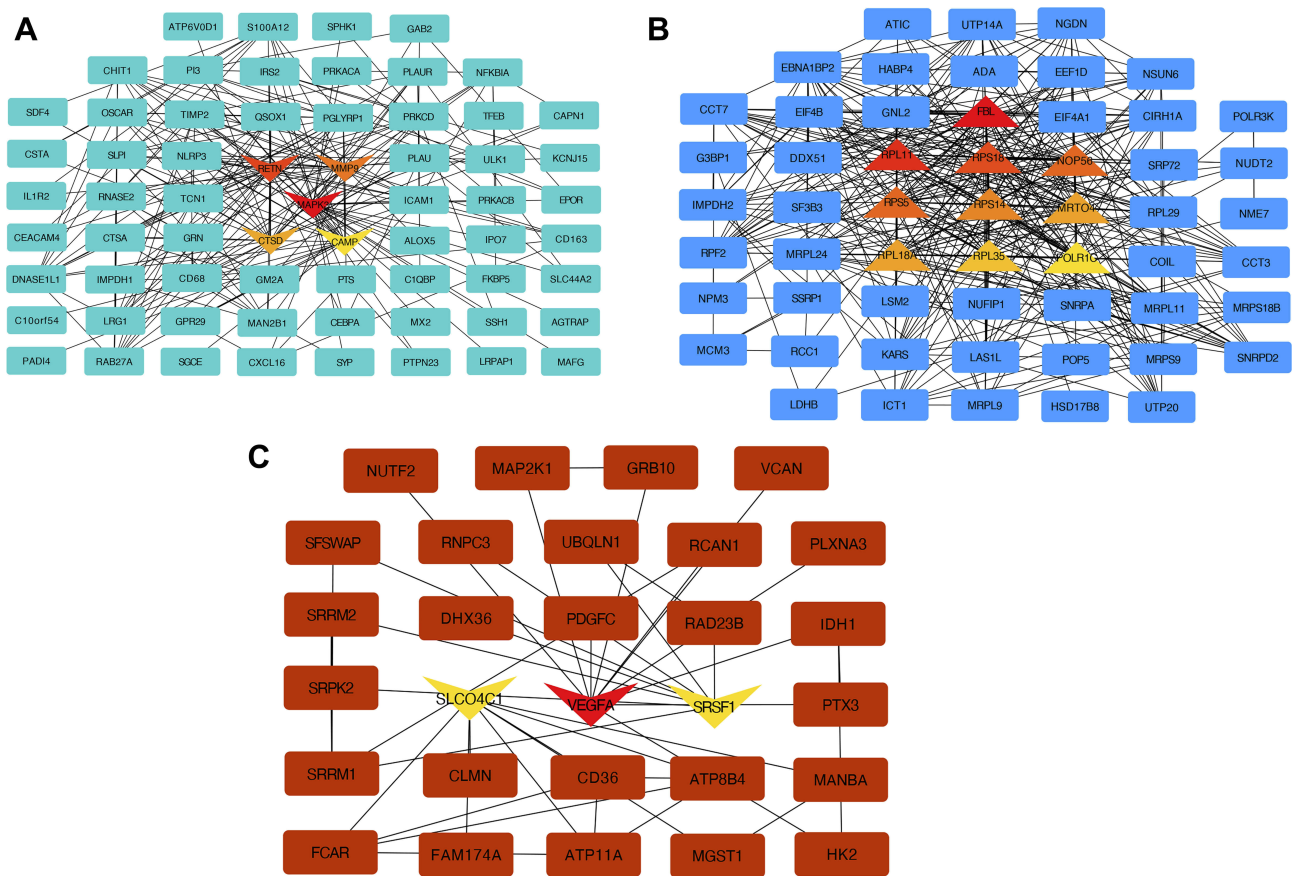 A
ATP6V0D1 S100A12 SPHK1 GAB2
CHIT1 PI3 IRS2 PRKACA PLAUR NFKBIA
SDF4 OSCAR TIMP2 QSOX1 PGLYRP1 PRKCD TFEB CAPN1
CSTA SLPI NLRP3 RETN MMP9 PLAU ULK1 KCNJ15
IL1R2 RNASE2 TCN1 ICAM1 PRKACB EPOR
CEACAM4 CTSA GRN CTSD CAMP ALOX5 IPO7 CD163
DNASE1L1 IMPDH1 CD68 GM2A PTS C1QBP FKBP5 SLC44A2
C10orf54 LRG1 GPR29 MAN2B1 CEBPA MX2 SSH1 AGTRAP
PADI4 RAB27A SGCE CXCL16 SYP PTPN23 LRPAP1 MAFG
B
ATIC UTP14A NGDN
EBNA1BP2 HABP4 ADA EEF1D NSUN6
CCT7 EIF4B GNL2 FBL EIF4A1 CIRH1A POLR3K
G3BP1 DDX51 RPL11 RPS18 NOP56 SRP72 NUDT2
IMPDH2 SF3B3 RPS5 RPS14 MRTO4 RPL29 NME7
RPF2 MRPL24 RPL18A RPL35 POLR1C COIL CCT3
NPM3 SSRP1 LSM2 NUFIP1 SNRPA MRPL11 MRPS18B
MCM3 RCC1 KARS LAS1L POP5 MRPS9 SNRPD2
LDHB ICT1 MRPL9 HSD17B8 UTP20
C
NUTF2 MAP2K1 GRB10 VCAN
SFSWAP RNPC3 UBQLN1 RCAN1 PLXNA3
SRRM2 DHX36 PDGFC RAD23B IDH1
SRPK2 SLCO4C1 VEGFA SRSF1 PTX3
SRRM1 CLMN CD36 ATP8B4 MANBA
FCAR FAM174A ATP11A MGST1 HK2